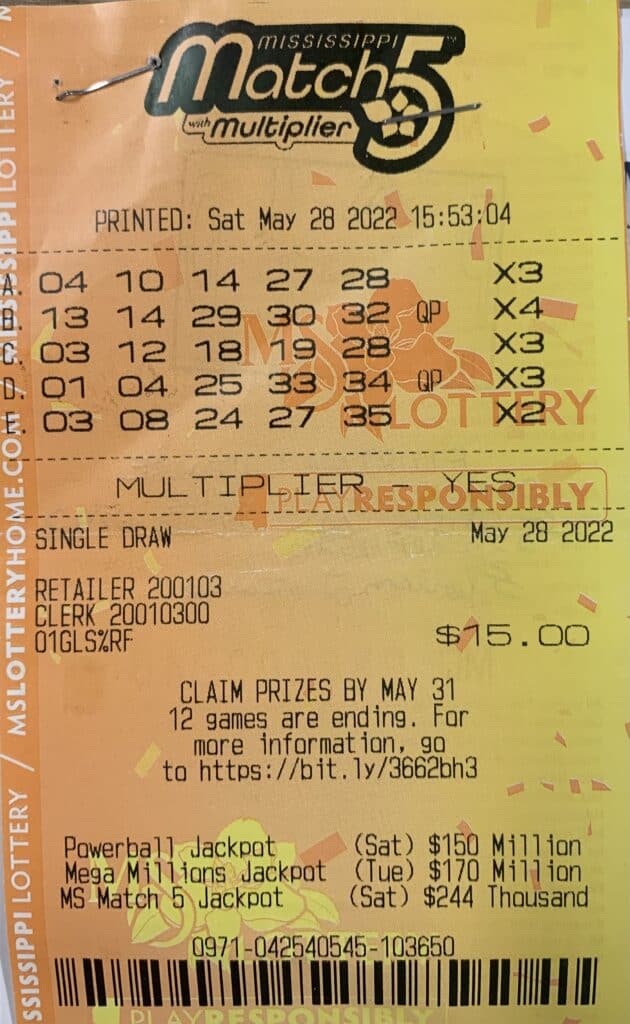 MISSISSIPPI
Match 5
with Multiplier
PRINTED: Sat May 28 2022 15:53:04
A. 04 10 14 27 28 X3
B. 13 14 29 30 32 QP X4
C. 03 12 18 19 28 X3
D. 01 04 25 33 34 QP X3
E. 03 08 24 27 35 X2
MS
LOTTERY
MULTIPLIER - YES
PLAY RESPONSIBLY
SINGLE DRAW May 28 2022
RETAILER 200103
CLERK 20010300
01GLS%RF
$15.00
CLAIM PRIZES BY MAY 31
12 games are ending. For
more information, go
to https://bit.ly/3662bh3
Powerball Jackpot (Sat) $150 Million
Mega Millions Jackpot (Tue) $170 Million
MS Match 5 Jackpot (Sat) $244 Thousand
0971-042540545-103650
PLAY RESPONSIBLY
SSISSIPPI LOTTERY / MSLOTTERYHOME.COM / MISSISSIPPI LOTTERY /